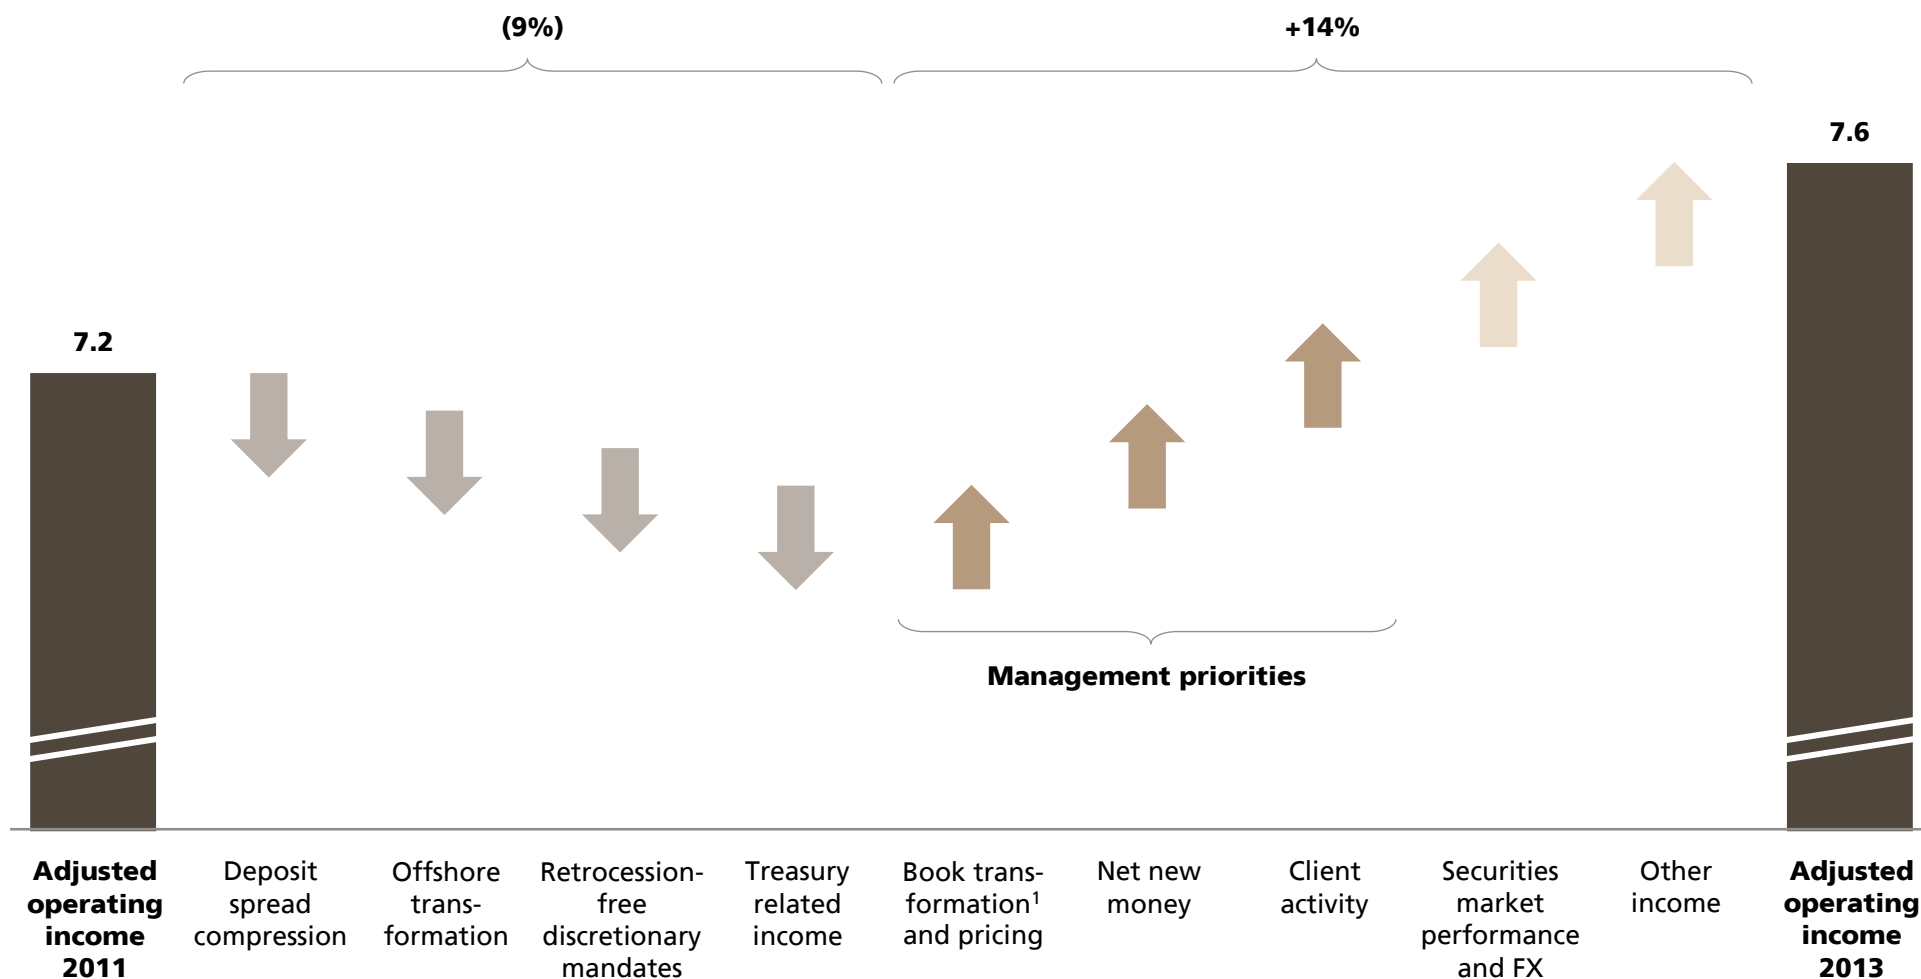 (9%)
+14%
7.6
7.2
Management priorities
Adjusted
operating
income
2011
Deposit
spread
compression
Offshore
trans-
formation
Retrocession-
free
discretionary
mandates
Treasury
related
income
Book trans-
formation¹
and pricing
Net new
money
Client
activity
Securities
market
performance
and FX
Other
income
Adjusted
operating
income
2013